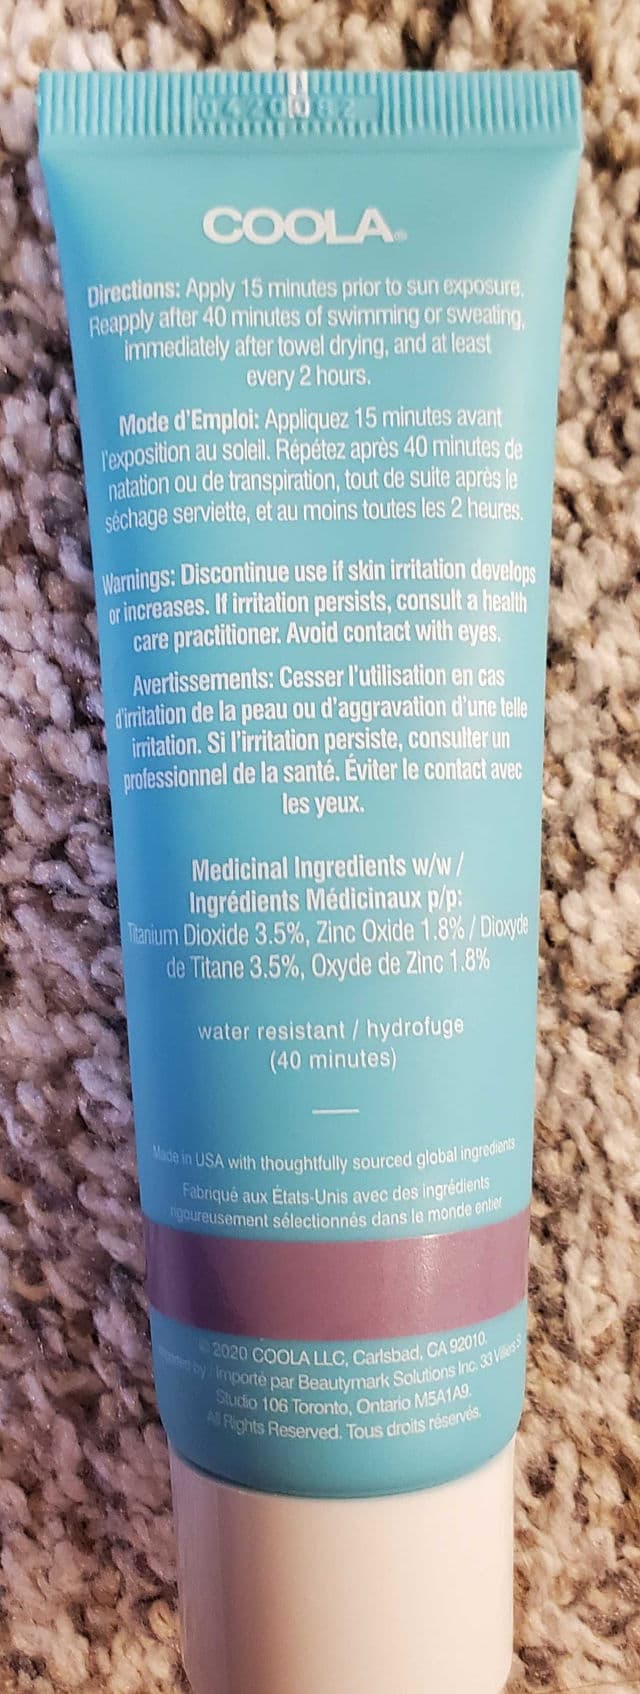 COOLA®
Directions: Apply 15 minutes prior to sun exposure.
Reapply after 40 minutes of swimming or sweating,
immediately after towel drying, and at least
every 2 hours.
Mode d'Emploi: Appliquez 15 minutes avant
l'exposition au soleil. Répétez après 40 minutes de
natation ou de transpiration, tout de suite après le
séchage serviette, et au moins toutes les 2 heures.
Warnings: Discontinue use if skin irritation develops
or increases. If irritation persists, consult a health
care practitioner. Avoid contact with eyes.
Avertissements: Cesser l'utilisation en cas
d'irritation de la peau ou d'aggravation d'une telle
irritation. Si l'irritation persiste, consulter un
professionnel de la santé. Éviter le contact avec
les yeux.
Medicinal Ingredients w/w /
Ingrédients Médicinaux p/p:
Titanium Dioxide 3.5%, Zinc Oxide 1.8% / Dioxyde
de Titane 3.5%, Oxyde de Zinc 1.8%
water resistant / hydrofuge
(40 minutes)
Made in USA with thoughtfully sourced global ingredients
Fabriqué aux États-Unis avec des ingrédients
rigoureusement sélectionnés dans le monde entier
© 2020 COOLA LLC, Carlsbad, CA 92010.
by / Importé par Beautymark Solutions Inc. 33 Villiers S
Studio 106 Toronto, Ontario M5A1A9.
All Rights Reserved. Tous droits réservés.